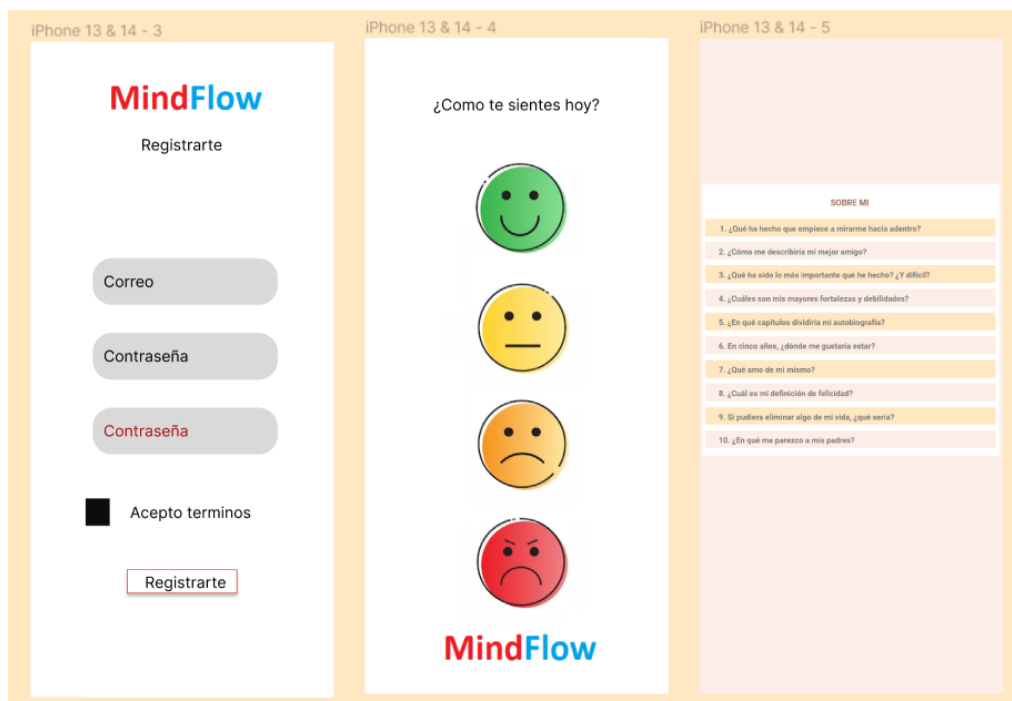 iPhone 13 & 14 - 3
MindFlow
Registrarte
Correo
Contraseña
Contraseña
Acepto terminos
Registrarte
iPhone 13 & 14 - 4
¿Como te sientes hoy?
MindFlow
iPhone 13 & 14 - 5
SOBRE MI
1. ¿Qué ha hecho que empiece a mirarme hacia adentro?
2. ¿Cómo me describiría mi mejor amigo?
3. ¿Qué ha sido lo más importante qué he hecho? ¿Y difícil?
4. ¿Cuáles son mis mayores fortalezas y debilidades?
5. ¿En qué capítulos dividiría mi autobiografía?
6. En cinco años, ¿dónde me gustaría estar?
7. ¿Qué amo de mi mismo?
8. ¿Cuál es mi definición de felicidad?
9. Si pudiera eliminar algo de mi vida, ¿qué sería?
10. ¿En qué me parezco a mis padres?